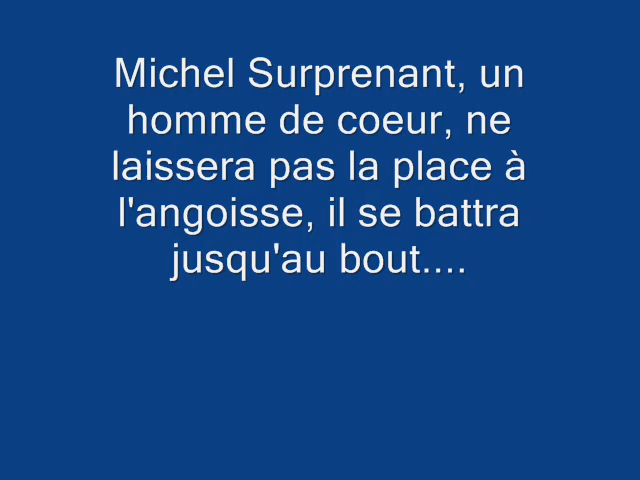 Michel Surprenant, un
homme de coeur, ne
laissera pas la place à
l'angoisse, il se battra
jusqu'au bout....